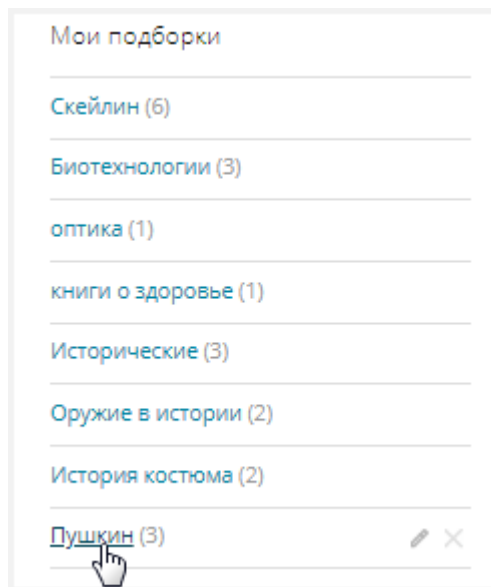 Мои подборки
Скейлин (6)
Биотехнологии (3)
оптика (1)
книги о здоровье (1)
Исторические (3)
Оружие в истории (2)
История костюма (2)
Пушкин (3)